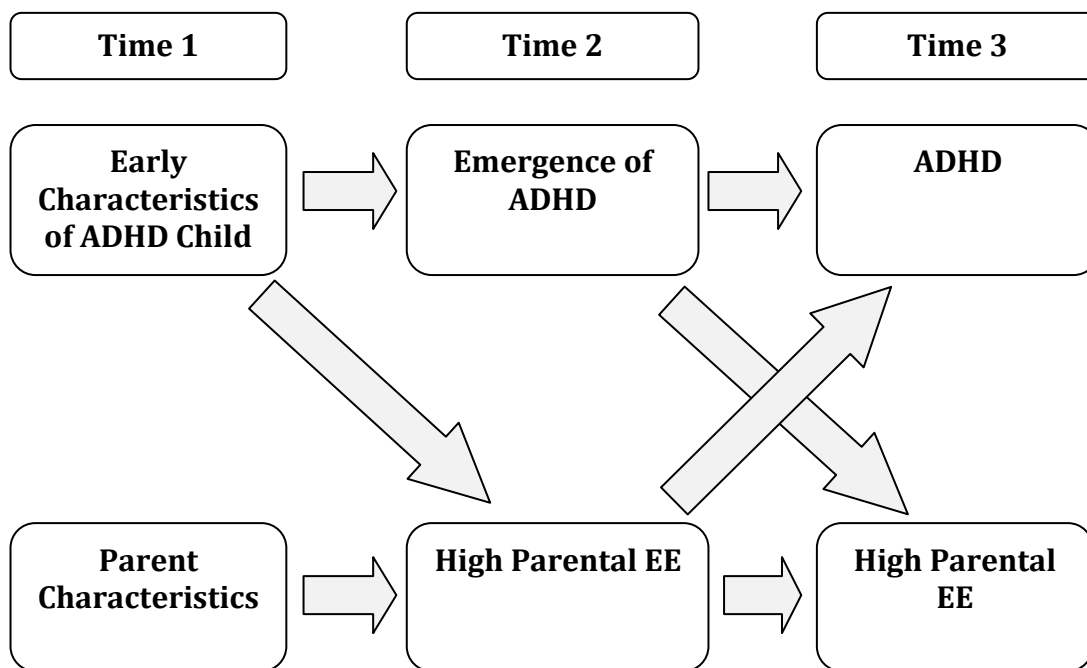 Time 1
Time 2
Time 3
Early
Characteristics
of ADHD Child
Emergence of
ADHD
ADHD
Parent
Characteristics
High Parental EE
High Parental
EE